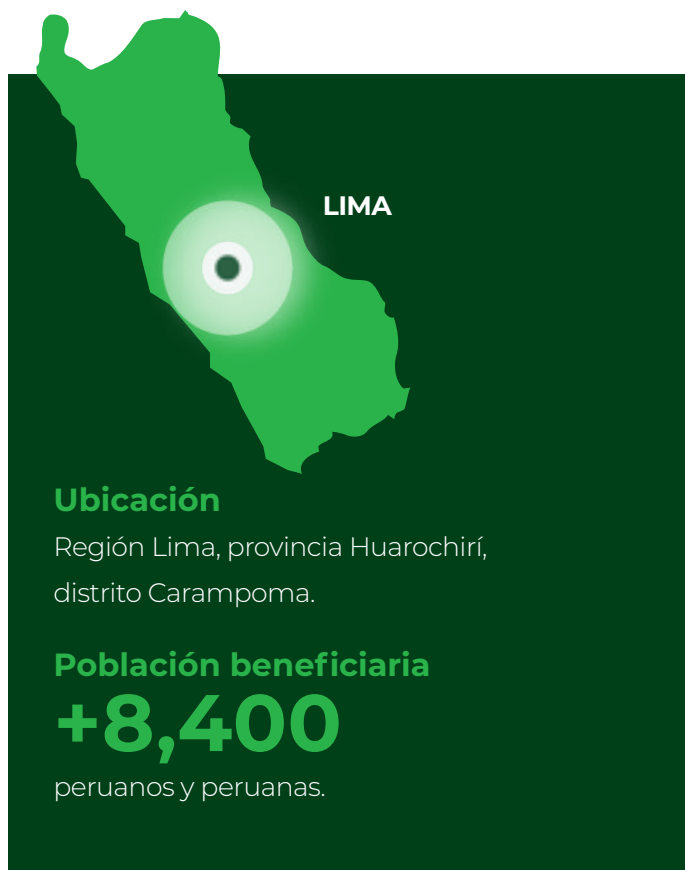 LIMA
Ubicación
Región Lima, provincia Huarochirí,
distrito Carampoma.
Población beneficiaria
+8,400
peruanos y peruanas.